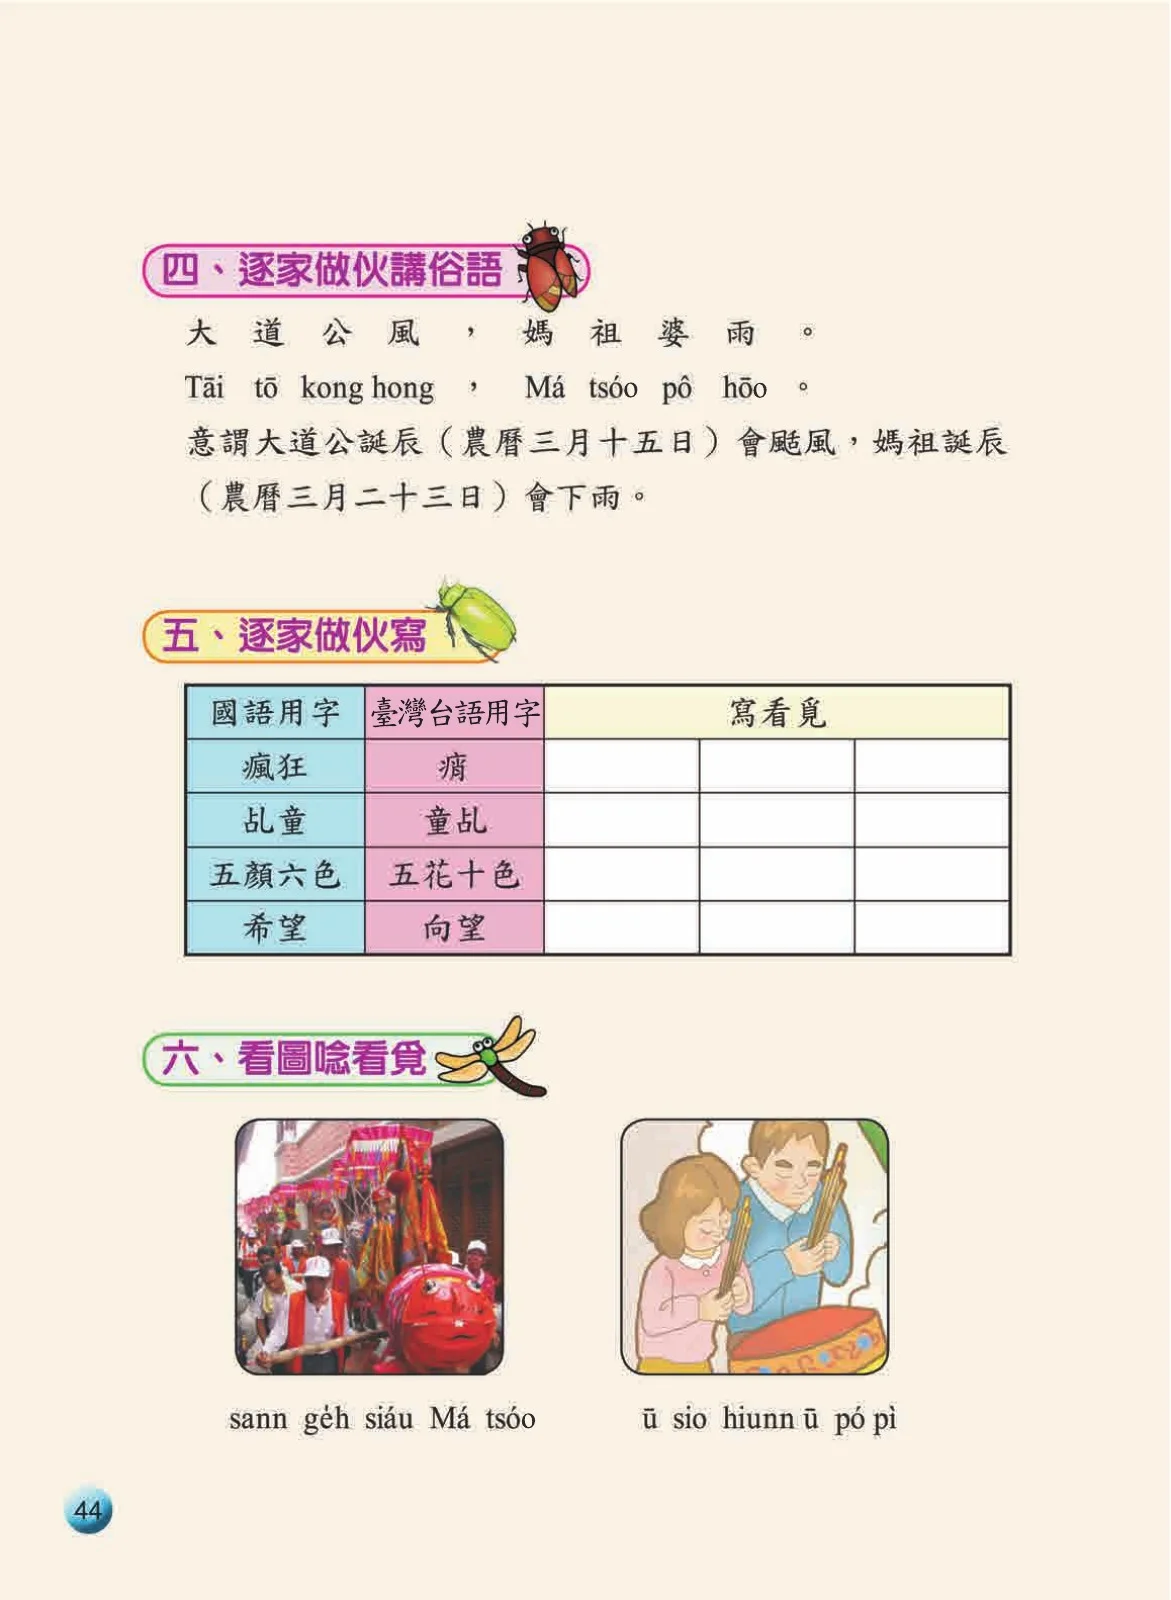 四、逐家做伙講俗語
大道公風，媽祖婆雨。
Tāi tō kong hong， Má tsóo pô hōo。
意謂大道公誕辰（農曆三月十五日）會颳風，媽祖誕辰
（農曆三月二十三日）會下雨。
五、逐家做伙寫
國語用字 臺灣台語用字 寫看覓
瘋狂 痟
乩童 童乩
五顏六色 五花十色
希望 向望
六、看圖唸看覓
sann ge̍h siáu Má tsóo
ū sio hiunn ū pó pì
44